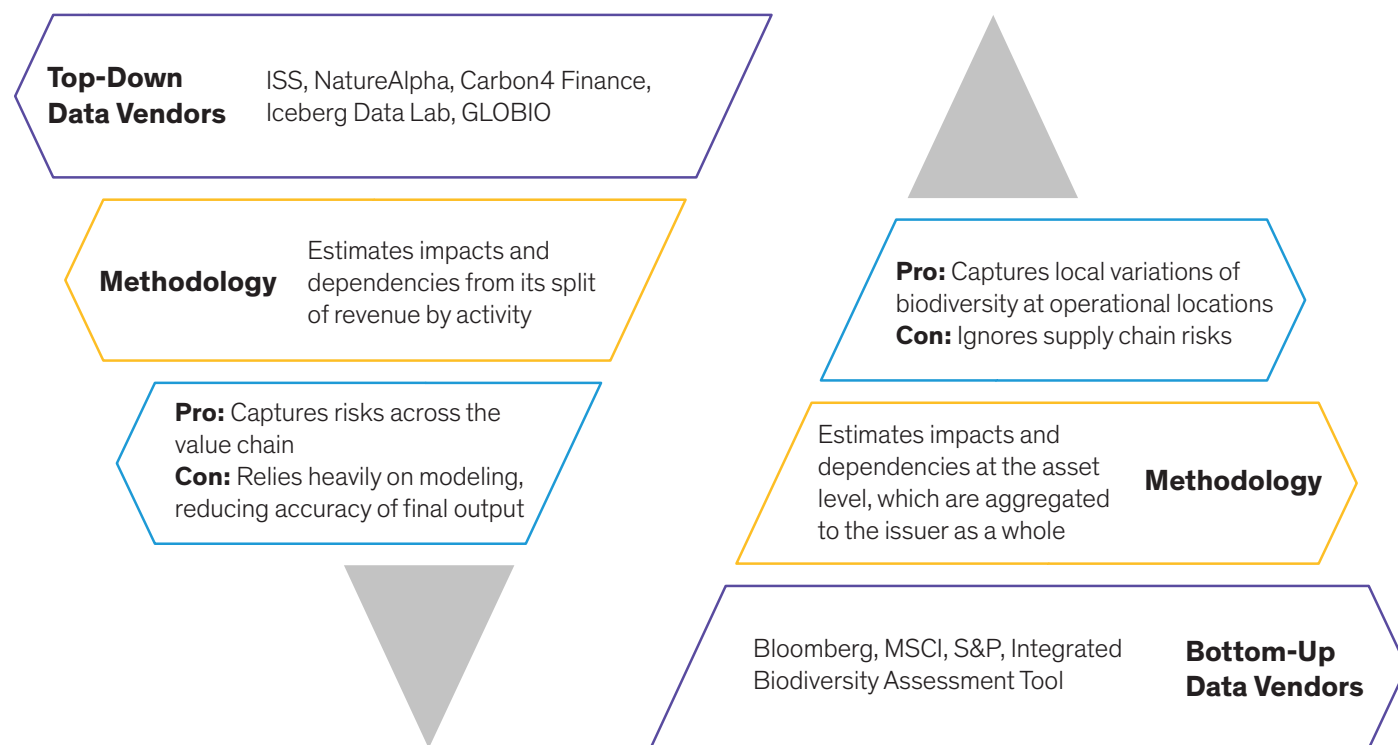 Top-Down
Data Vendors
ISS, NatureAlpha, Carbon4 Finance,
Iceberg Data Lab, GLOBIO
Methodology
Estimates impacts and
dependencies from its split
of revenue by activity
Pro: Captures risks across the
value chain
Con: Relies heavily on modeling,
reducing accuracy of final output
Pro: Captures local variations of
biodiversity at operational locations
Con: Ignores supply chain risks
Estimates impacts and
dependencies at the asset
level, which are aggregated
to the issuer as a whole
Methodology
Bloomberg, MSCI, S&P, Integrated
Biodiversity Assessment Tool
Bottom-Up
Data Vendors